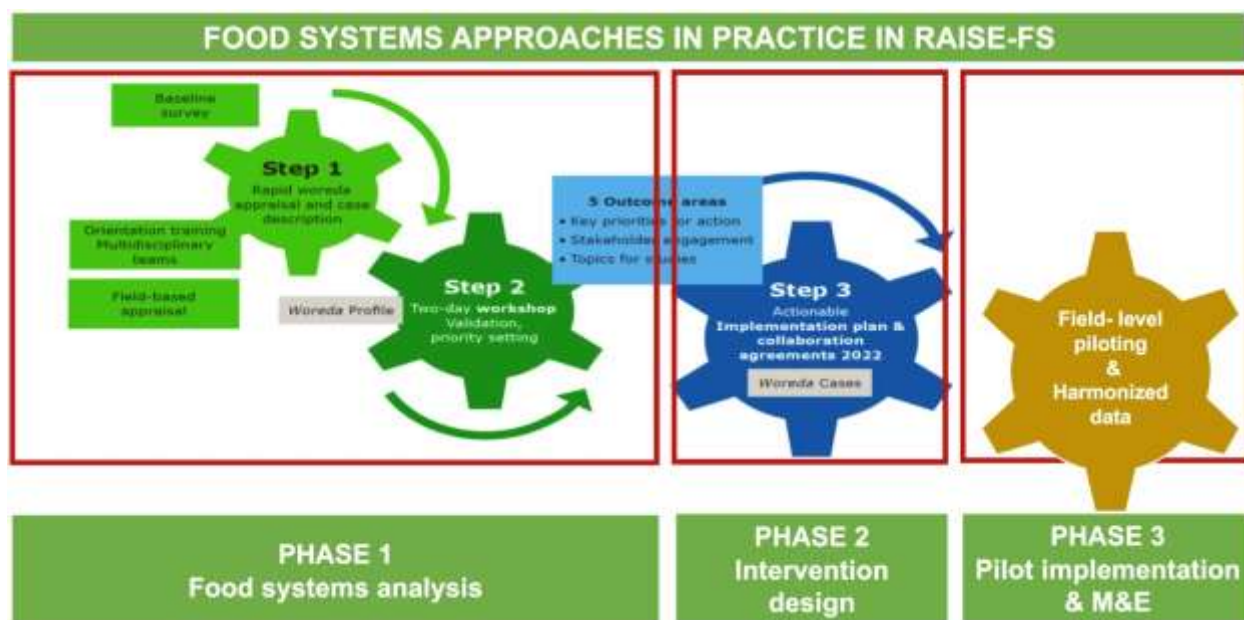 FOOD SYSTEMS APPROACHES IN PRACTICE IN RAISE-FS
Baseline
survey
Step 1
Rapid woreda
appraisal and case
description
Orientation training
Multidisciplinary
teams
Field-based
appraisal
Woreda Profile
Step 2
Two-day workshop
Validation,
priority setting
5 Outcome areas
• Key priorities for action
• Stakeholder engagement
• Topics for studies
Step 3
Actionable
Implementation plan &
collaboration
agreements 2022
Woreda Cases
Field- level
piloting
&
Harmonized
data
PHASE 1
Food systems analysis
PHASE 2
Intervention
design
PHASE 3
Pilot implementation
& M&E